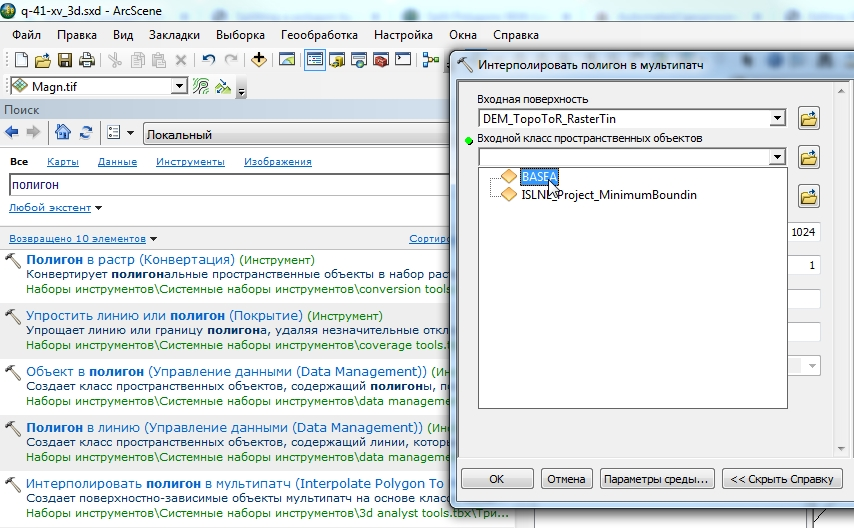 q-41-xv_3d.sxd - ArcScene
Файл Правка Вид Закладки Выборка Геообработка Настройка Окна Справка
Magn.tif
Поиск
Локальный
Все Карты Данные Инструменты Изображения
полигон
Любой экстент
Возвращено 10 элементов Сортиро
Полигон в растр (Конвертация) (Инструмент)
Конвертирует полигональные пространственные объекты в набор рас
Наборы инструментов\Системные наборы инструментов\conversion tools.
Упростить линию или полигон (Покрытие) (Инструмент)
Упрощает линию или границу полигона, удаляя незначительные откл
Наборы инструментов\Системные наборы инструментов\coverage tools.t
Объект в полигон (Управление данными (Data Management)) (Ин
Создает класс пространственных объектов, содержащий полигоны, по
Наборы инструментов\Системные наборы инструментов\data manageme
Полигон в линию (Управление данными (Data Management)) (Инс
Создает класс пространственных объектов, содержащий линии, котор
Наборы инструментов\Системные наборы инструментов\data manageme
Интерполировать полигон в мультипатч (Interpolate Polygon To
Создает поверхностно-зависимые объекты мультипатч на основе класс
Наборы инструментов\Системные наборы инструментов\3d analyst tools.tbx\Три...
Интерполировать полигон в мультипатч
Входная поверхность
DEM_TopoToR_RasterTin
Входной класс пространственных объектов
BASEA
ISLNE_Project_MinimumBoundin
1024
1
OK Отмена Параметры среды... << Скрыть Справку